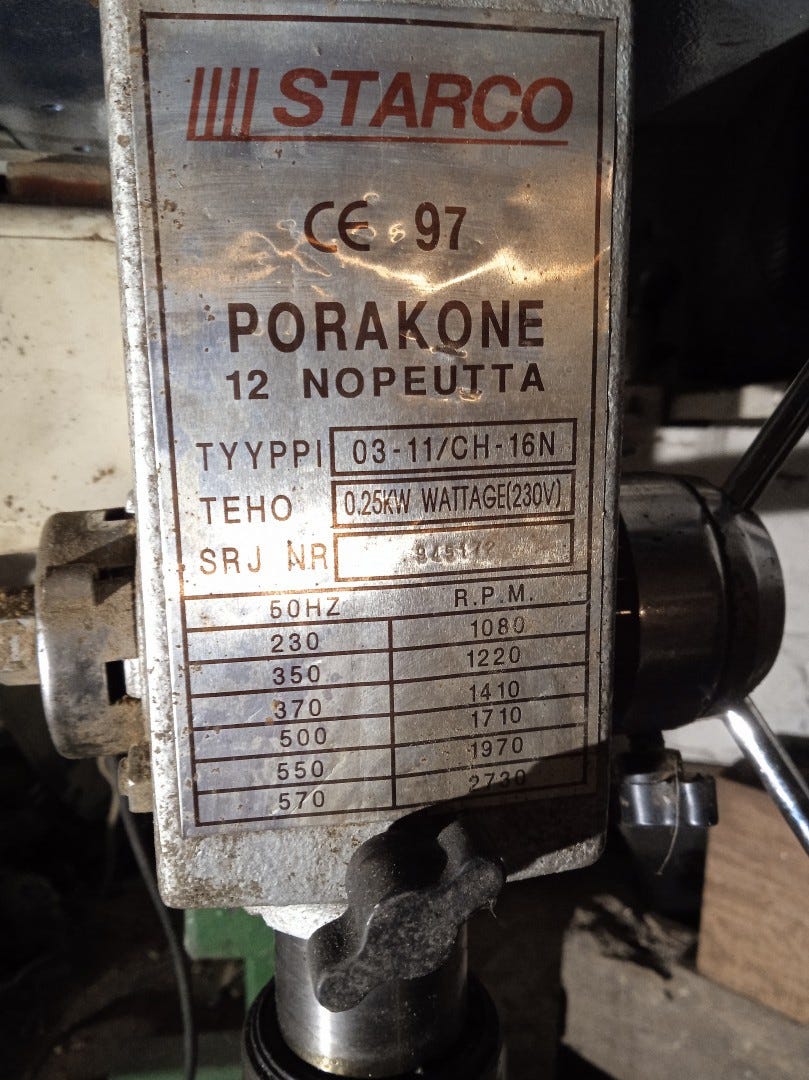 STARCO
CE 97
PORAKONE
12 NOPEUTTA
TYYPPI 03-11/CH-16N
TEHO 0.25KW WATTAGE(230V)
SRJ NR 945172
50HZ R.P.M.
230 1080
350 1220
370 1410
500 1710
550 1970
570 2730